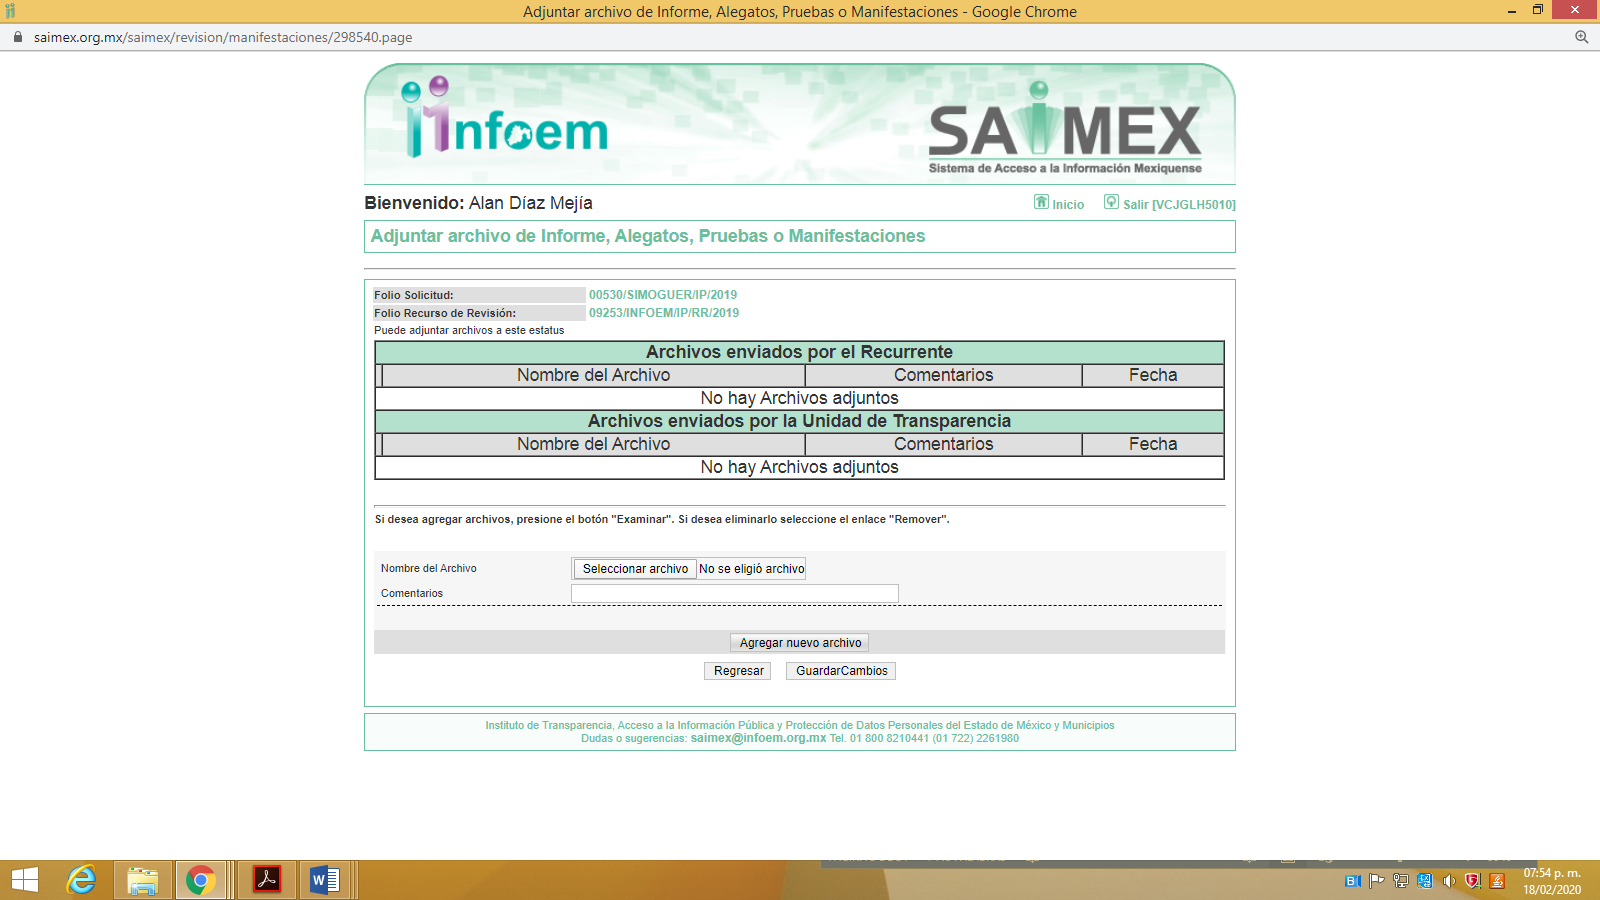 Adjuntar archivo de Informe, Alegatos, Pruebas o Manifestaciones - Google Chrome
saimex.org.mx/saimex/revision/manifestaciones/298540.page
infoem
SAIMEX
Sistema de Acceso a la Información Mexiquense
Bienvenido: Alan Díaz Mejía
Inicio
Salir [VCJGLH5010]
Adjuntar archivo de Informe, Alegatos, Pruebas o Manifestaciones
Folio Solicitud: 00530/SIMOGUER/IP/2019
Folio Recurso de Revisión: 09253/INFOEM/IP/RR/2019
Puede adjuntar archivos a este estatus
Archivos enviados por el Recurrente
Nombre del Archivo Comentarios Fecha
No hay Archivos adjuntos
Archivos enviados por la Unidad de Transparencia
Nombre del Archivo Comentarios Fecha
No hay Archivos adjuntos
Si desea agregar archivos, presione el botón "Examinar". Si desea eliminarlo seleccione el enlace "Remover".
Nombre del Archivo Seleccionar archivo No se eligió archivo
Comentarios
Agregar nuevo archivo
Regresar GuardarCambios
Instituto de Transparencia, Acceso a la Información Pública y Protección de Datos Personales del Estado de México y Municipios
Dudas o sugerencias: saimex@infoem.org.mx Tel. 01 800 8210441 (01 722) 2261980
07:54 p. m.
18/02/2020